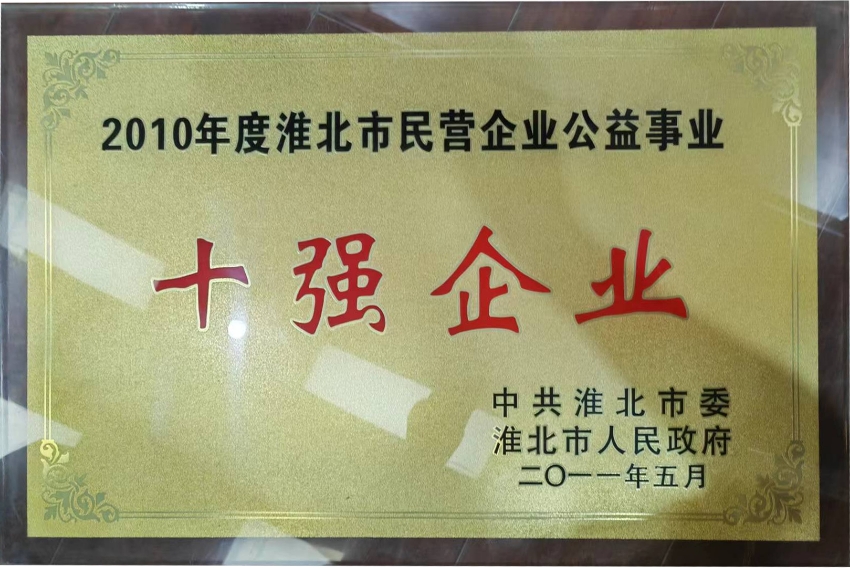 2010年度淮北市民营企业公益事业
十强企业
中共淮北市委
淮北市人民政府
二〇一一年五月